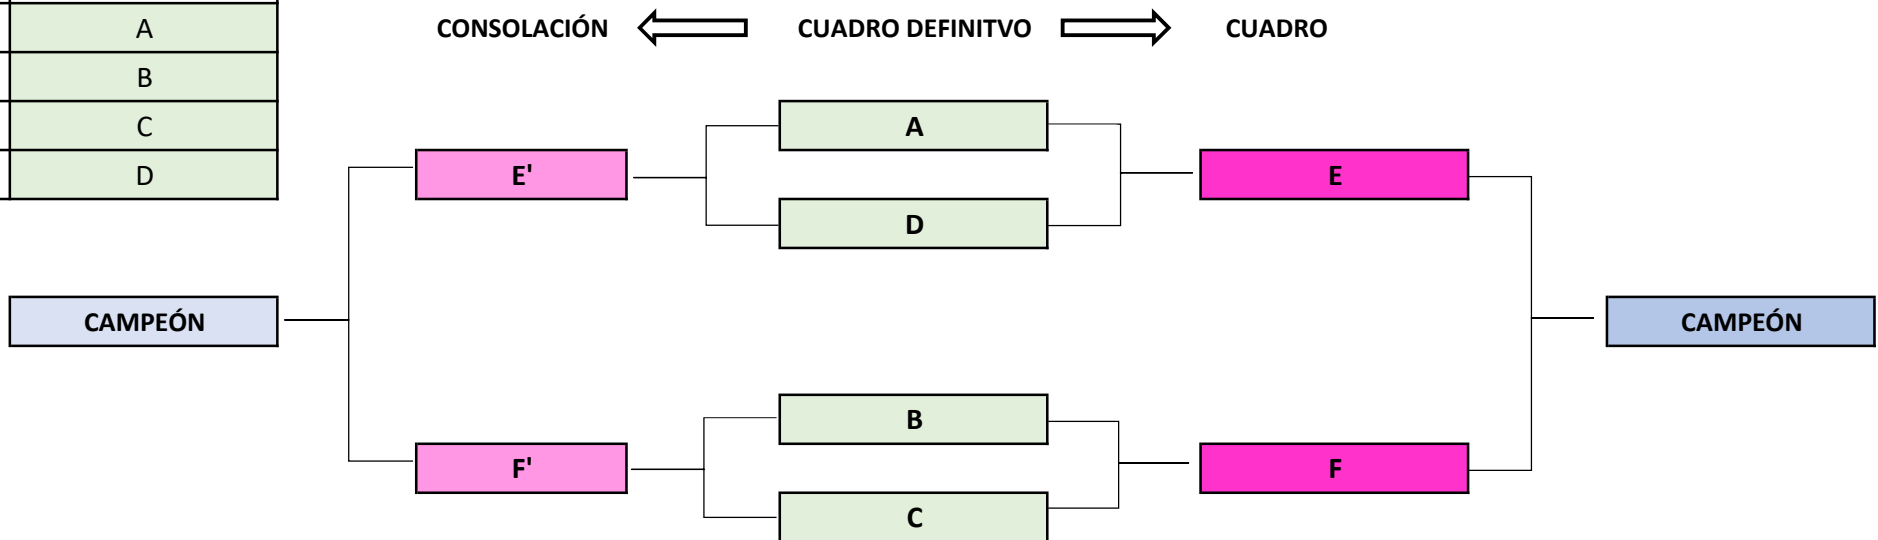 A
B
C
D
CONSOLACIÓN CUADRO DEFINITVO CUADRO
A
E' E
D
CAMPEÓN CAMPEÓN
B
F' F
C